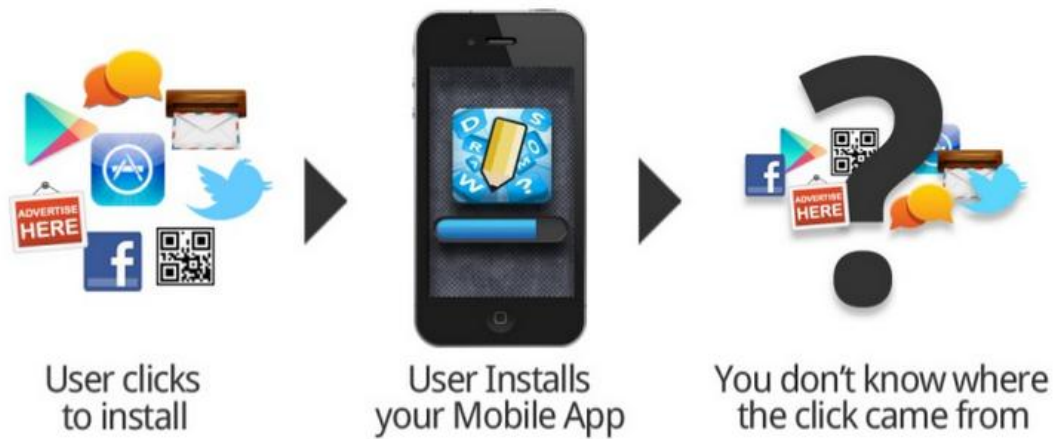 ADVERTISE
HERE
f
D
S
R
O
A
M
W
?
User clicks
to install
User Installs
your Mobile App
?
f
ADVERTISE
HERE
You don't know where
the click came from